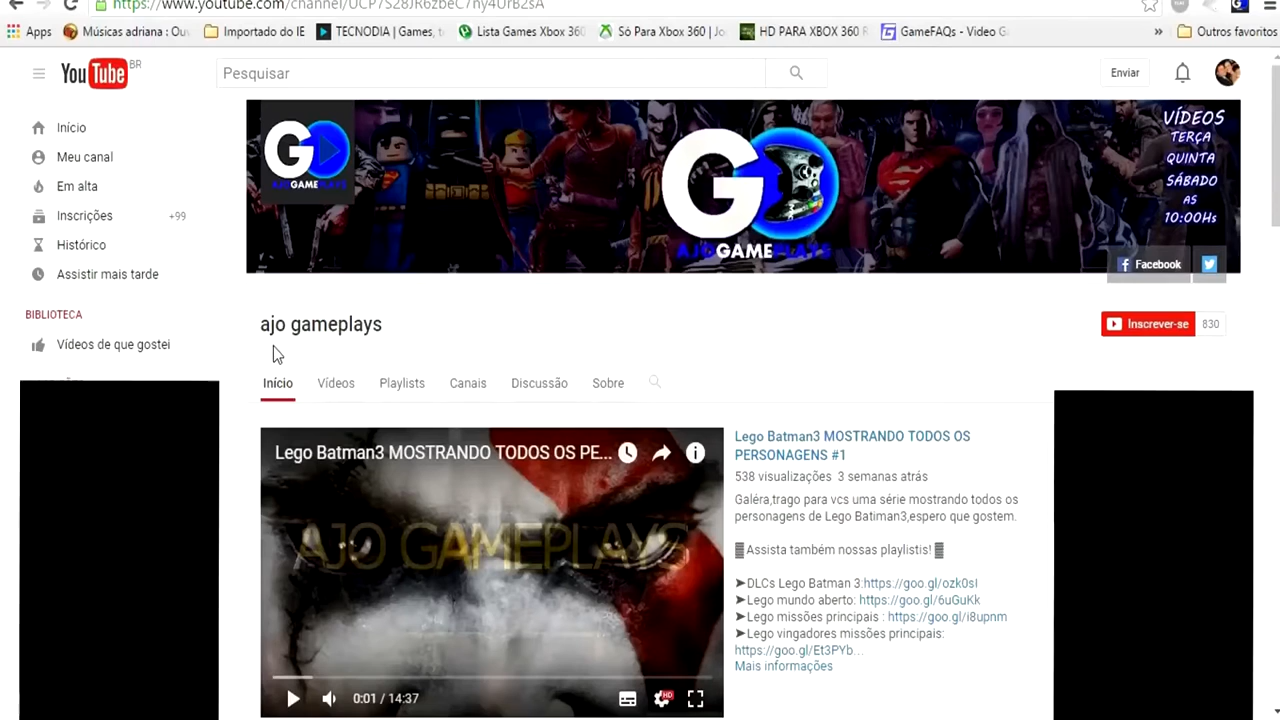 https://www.youtube.com/channel/UCP7S28JR6zbeC7ny4UrB2sA
Apps
Músicas adriana : Ou
Importado do IE
TECNODIA | Games, t
Lista Games Xbox 360
Só Para Xbox 360 | Jo
HD PARA XBOX 360 R
GameFAQs - Video G
»
Outros favoritos
YouTube BR
Pesquisar
Enviar
Início
Meu canal
Em alta
Inscrições +99
Histórico
Assistir mais tarde
BIBLIOTECA
Vídeos de que gostei
GO
AJOGAMEPLAYS
GO
AJOGAMEPLAYS
VÍDEOS
TERÇA
QUINTA
SÁBADO
AS
10:00Hs
Facebook
ajo gameplays
Inscrever-se 830
Início Vídeos Playlists Canais Discussão Sobre
Lego Batman3 MOSTRANDO TODOS OS PE...
AJO GAMEPLAYS
0:01 / 14:37
HD
Lego Batman3 MOSTRANDO TODOS OS
PERSONAGENS #1
538 visualizações 3 semanas atrás
Galéra,trago para vcs uma série mostrando todos os
personagens de Lego Batiman3,espero que gostem.
▓Assista também nossas playlistis! ▓
➤DLCs Lego Batman 3:https://goo.gl/ozk0sI
➤Lego mundo aberto: https://goo.gl/6uGuKk
➤Lego missões principais : https://goo.gl/i8upnm
➤Lego vingadores missões principais:
https://goo.gl/Et3PYb...
Mais informações